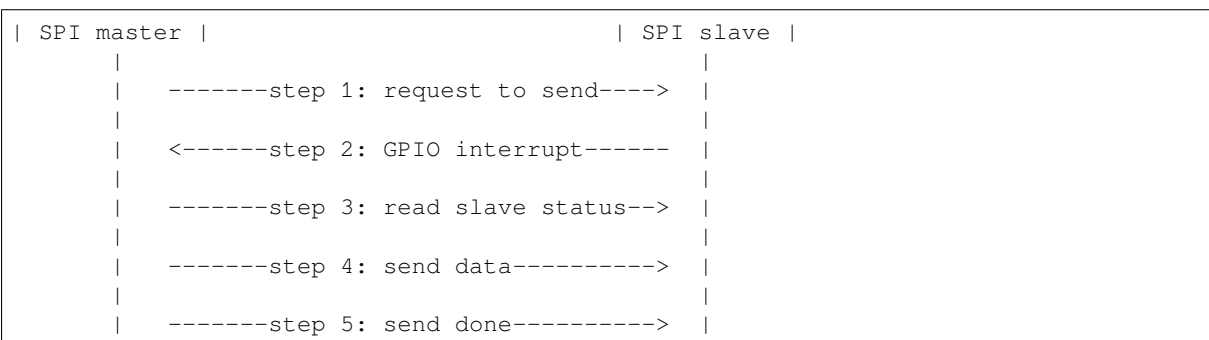 | SPI master |                                 | SPI slave |
       |                                              |
       |   -------step 1: request to send---->   |
       |                                              |
       |   <------step 2: GPIO interrupt------   |
       |                                              |
       |   -------step 3: read slave status-->   |
       |                                              |
       |   -------step 4: send data---------->   |
       |                                              |
       |   -------step 5: send done---------->   |